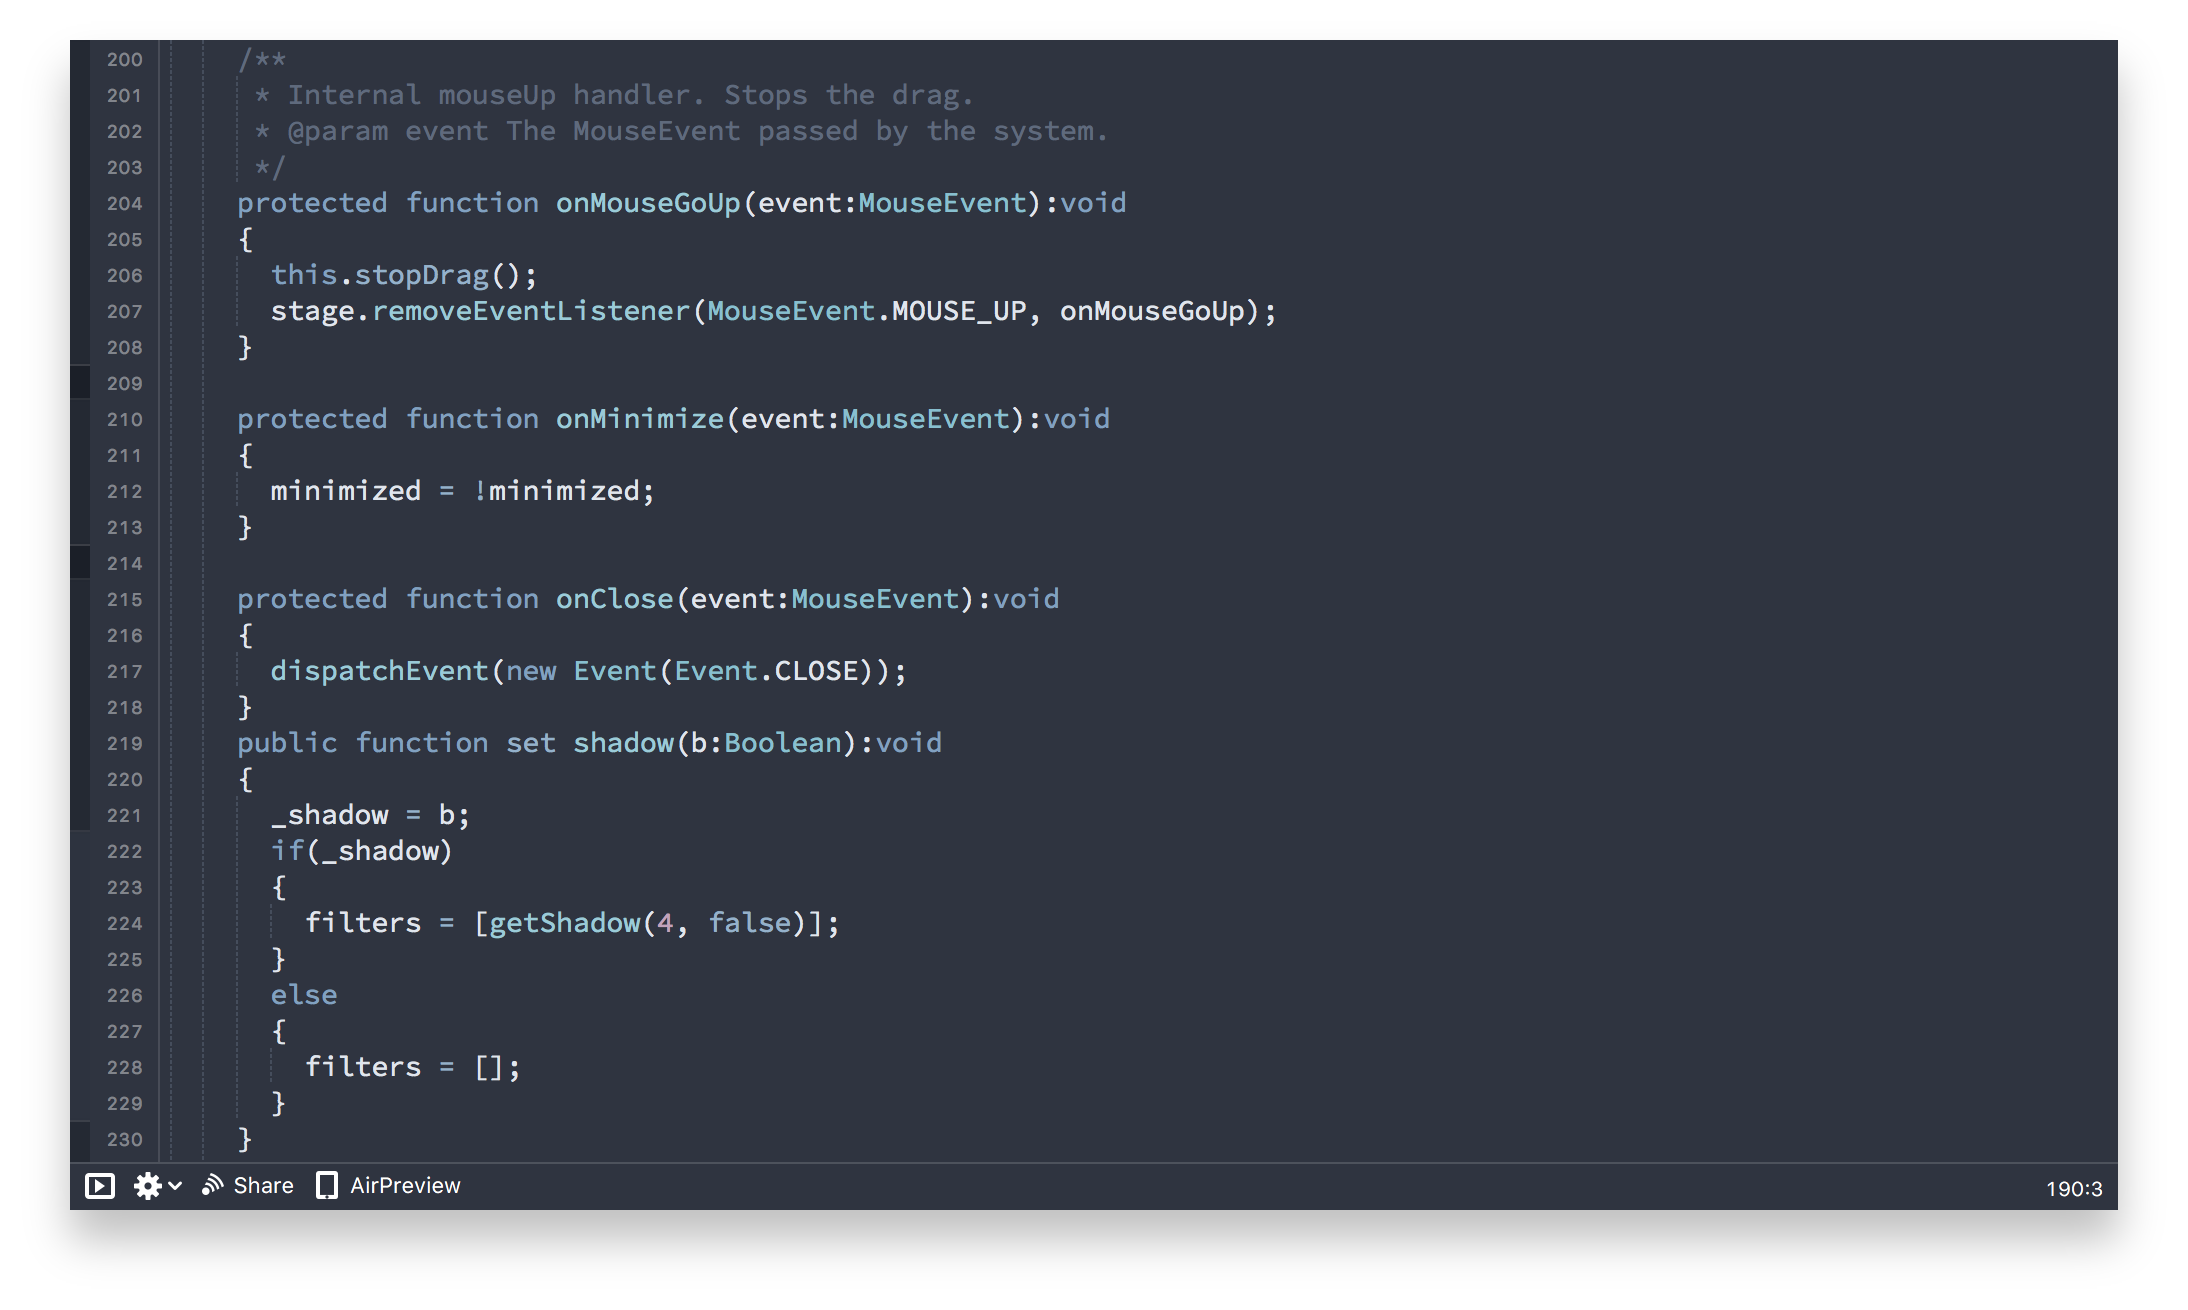 200 /**
201 * Internal mouseUp handler. Stops the drag.
202 * @param event The MouseEvent passed by the system.
203 */
204 protected function onMouseGoUp(event:MouseEvent):void
205 {
206 this.stopDrag();
207 stage.removeEventListener(MouseEvent.MOUSE_UP, onMouseGoUp);
208 }
209
210 protected function onMinimize(event:MouseEvent):void
211 {
212 minimized = !minimized;
213 }
214
215 protected function onClose(event:MouseEvent):void
216 {
217 dispatchEvent(new Event(Event.CLOSE));
218 }
219 public function set shadow(b:Boolean):void
220 {
221 _shadow = b;
222 if(_shadow)
223 {
224 filters = [getShadow(4, false)];
225 }
226 else
227 {
228 filters = [];
229 }
230 }
Share AirPreview 190:3